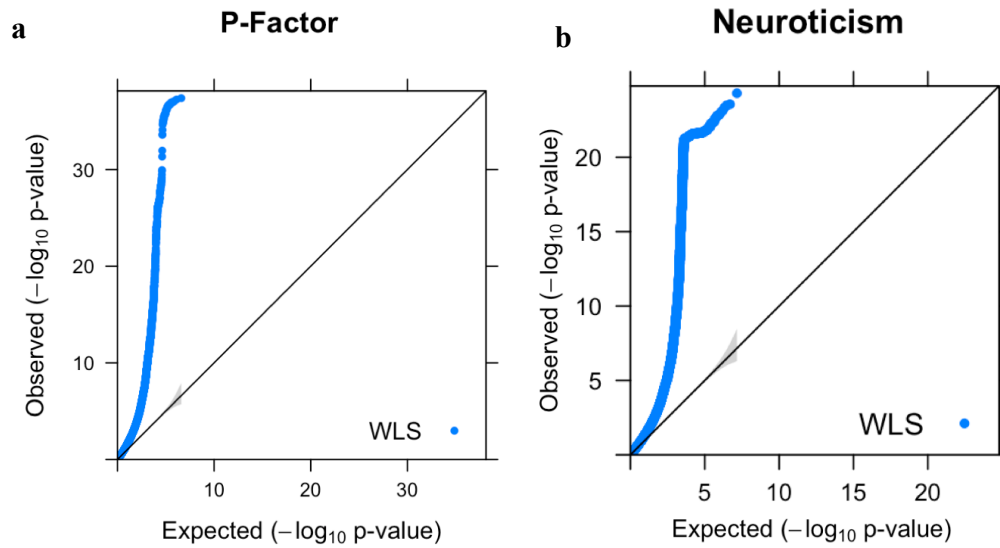 a
P-Factor
Observed (−log10 p-value)
30
20
10
WLS
10 20 30
Expected (−log10 p-value)
b
Neuroticism
Observed (−log10 p-value)
20
15
10
5
WLS
5 10 15 20
Expected (−log10 p-value)